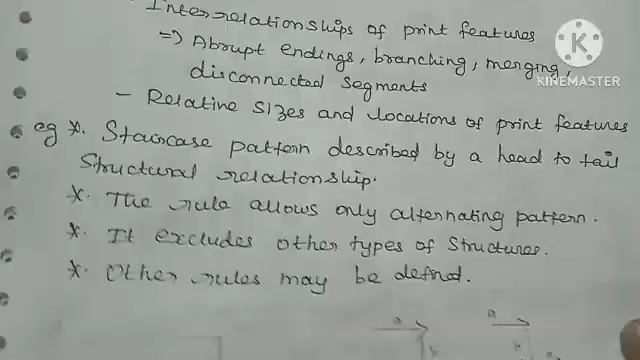 Interrelationships of print features
=> Abrupt endings, branching, merging,
disconnected segments
- Relative sizes and locations of print features
eg *. Staircase pattern described by a head to tail
structural relationship.
*. The rule allows only alternating pattern.
*. It excludes other types of structures.
*. Other rules may be defind.
a a
b h
K
KINEMASTER